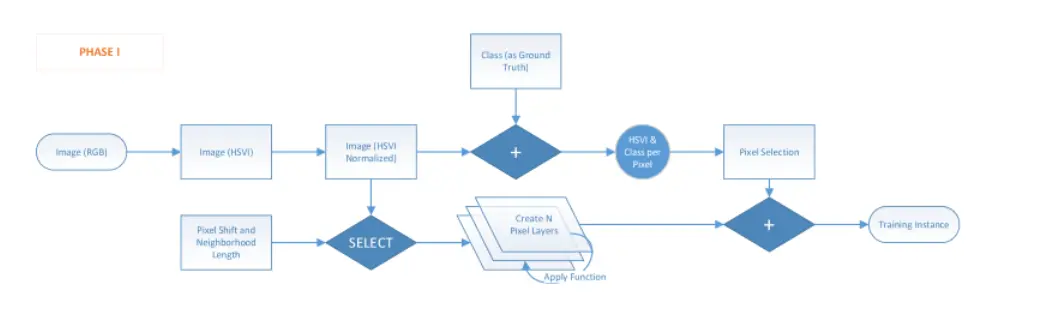 PHASE I
Class (as Ground
Truth)
Image (RGB)
Image (HSVI)
Image (HSVI
Normalized)
+
HSVI &
Class per
Pixel
Pixel Selection
Pixel Shift and
Neighborhood
Length
SELECT
Create N
Pixel Layers
Apply Function
+
Training Instance